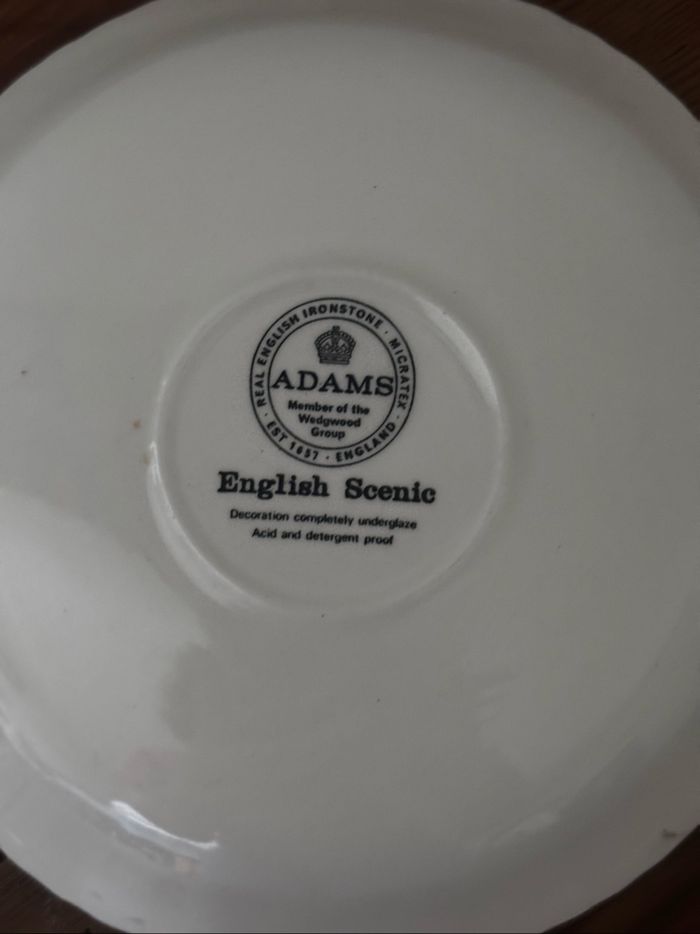 REAL ENGLISH IRONSTONE · MICRATEX ·
ADAMS
Member of the
Wedgwood
Group
· EST 1657 · ENGLAND ·
English Scenic
Decoration completely underglaze
Acid and detergent proof